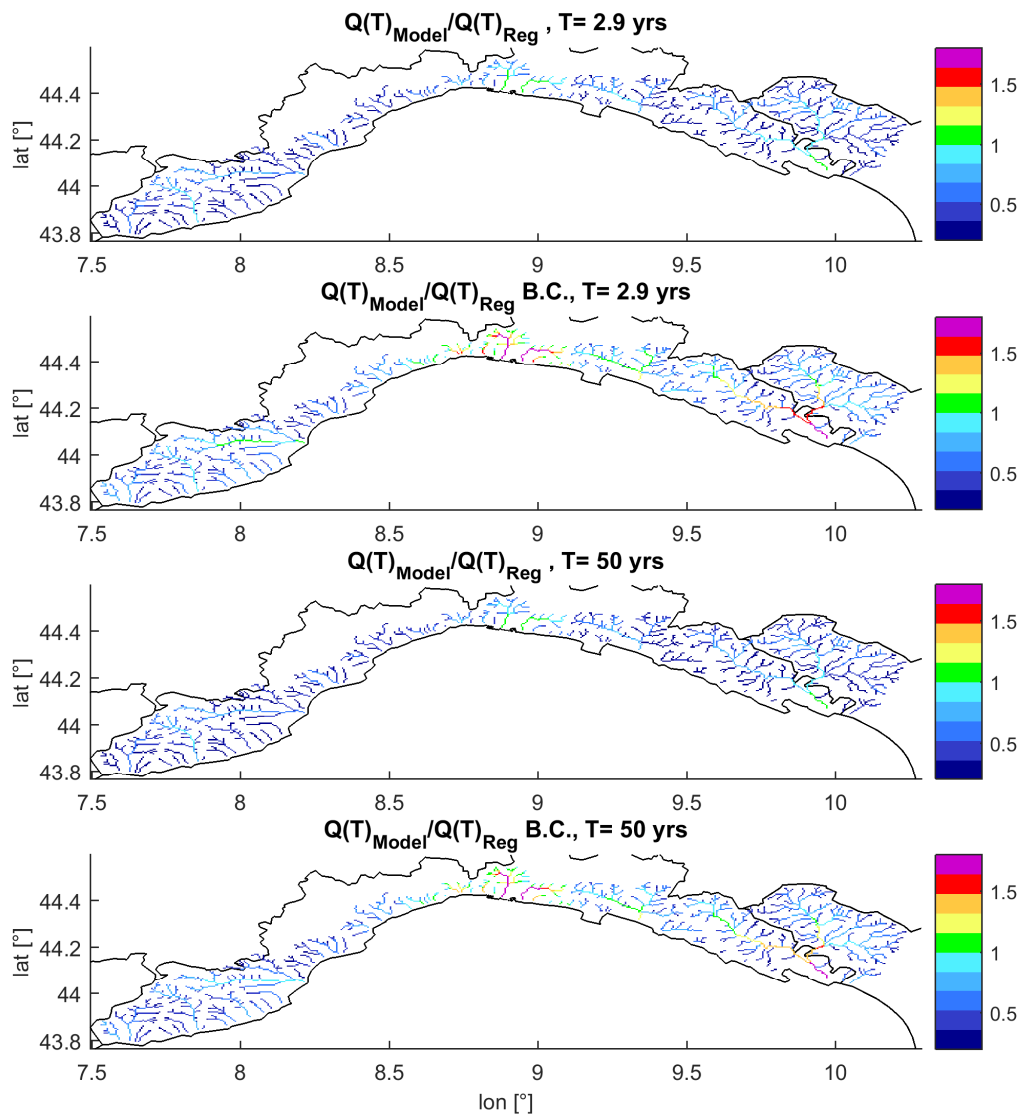 Q(T)Model/Q(T)Reg , T= 2.9 yrs
lat [°]
44.4
44.2
44
43.8
7.5 8 8.5 9 9.5 10
1.5
1
0.5
Q(T)Model/Q(T)Reg B.C., T= 2.9 yrs
lat [°]
44.4
44.2
44
43.8
7.5 8 8.5 9 9.5 10
1.5
1
0.5
Q(T)Model/Q(T)Reg , T= 50 yrs
lat [°]
44.4
44.2
44
43.8
7.5 8 8.5 9 9.5 10
1.5
1
0.5
Q(T)Model/Q(T)Reg B.C., T= 50 yrs
lat [°]
44.4
44.2
44
43.8
7.5 8 8.5 9 9.5 10
1.5
1
0.5
lon [°]